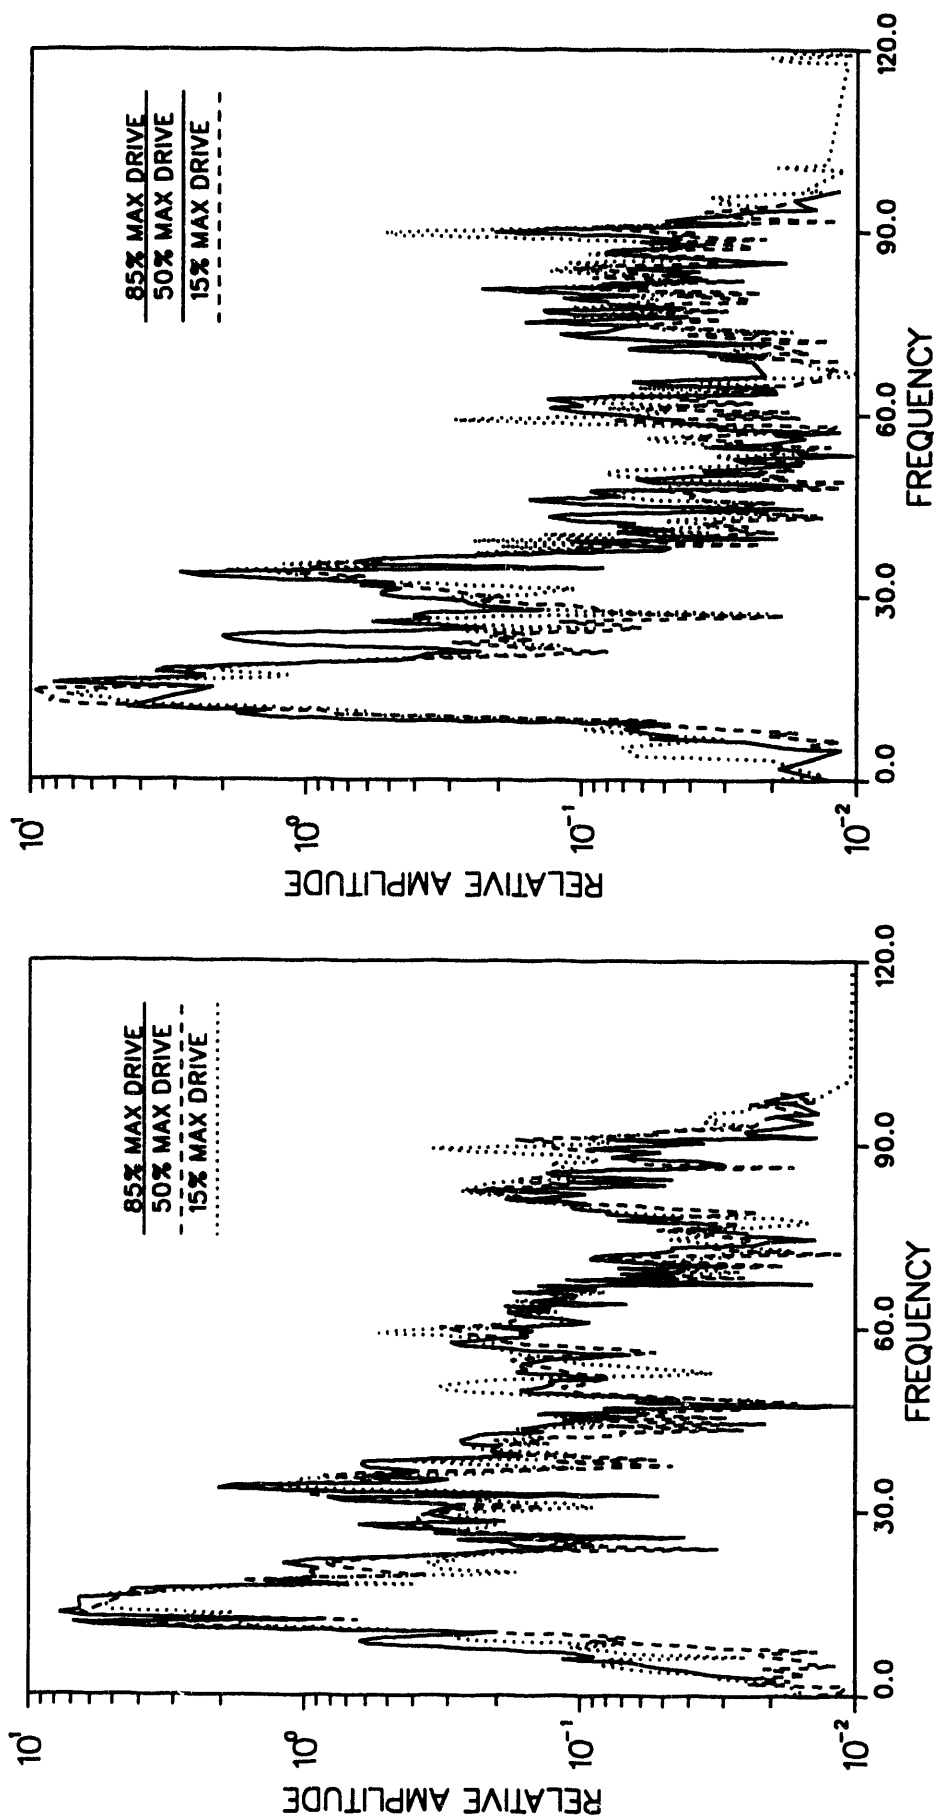 85% MAX DRIVE
50% MAX DRIVE
15% MAX DRIVE
RELATIVE AMPLITUDE
10¹
10⁰
10⁻¹
10⁻²
0.0
30.0
60.0
90.0
120.0
FREQUENCY
85% MAX DRIVE
50% MAX DRIVE
15% MAX DRIVE
RELATIVE AMPLITUDE
10¹
10⁰
10⁻¹
10⁻²
0.0
30.0
60.0
90.0
120.0
FREQUENCY